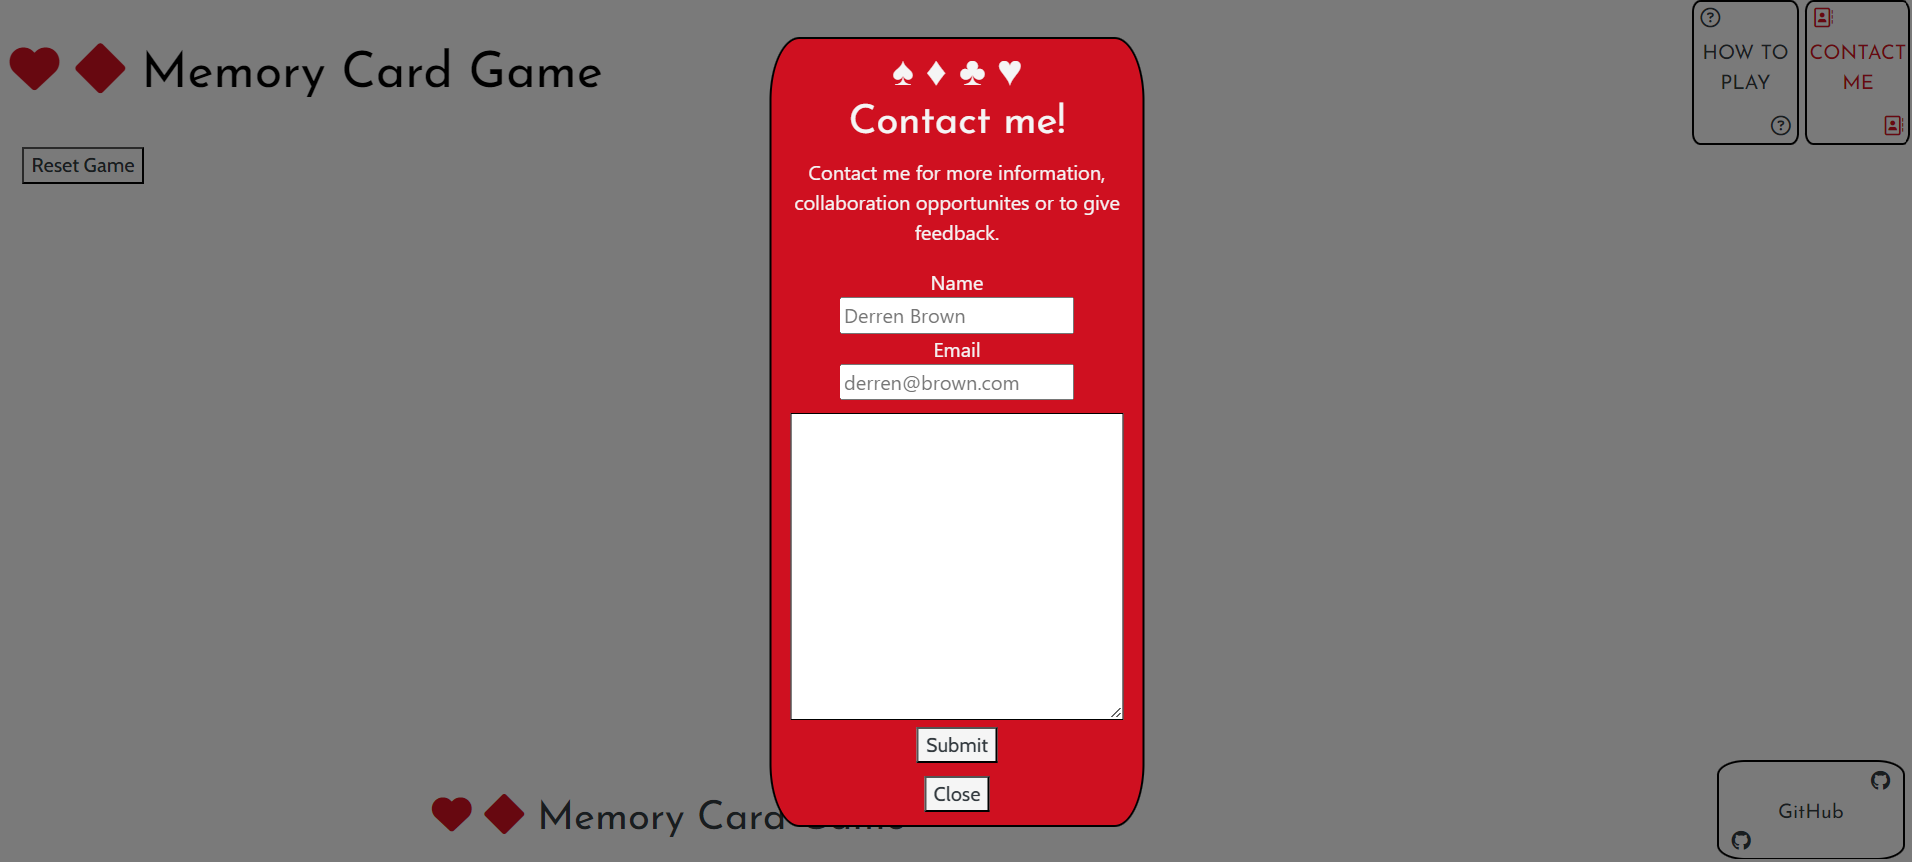 Memory Card Game
HOW TO
PLAY
CONTACT
ME
Reset Game
♠ ♦ ♣ ♥
Contact me!
Contact me for more information,
collaboration opportunites or to give
feedback.
Name
Derren Brown
Email
derren@brown.com
Submit
Close
Memory Card Game
GitHub